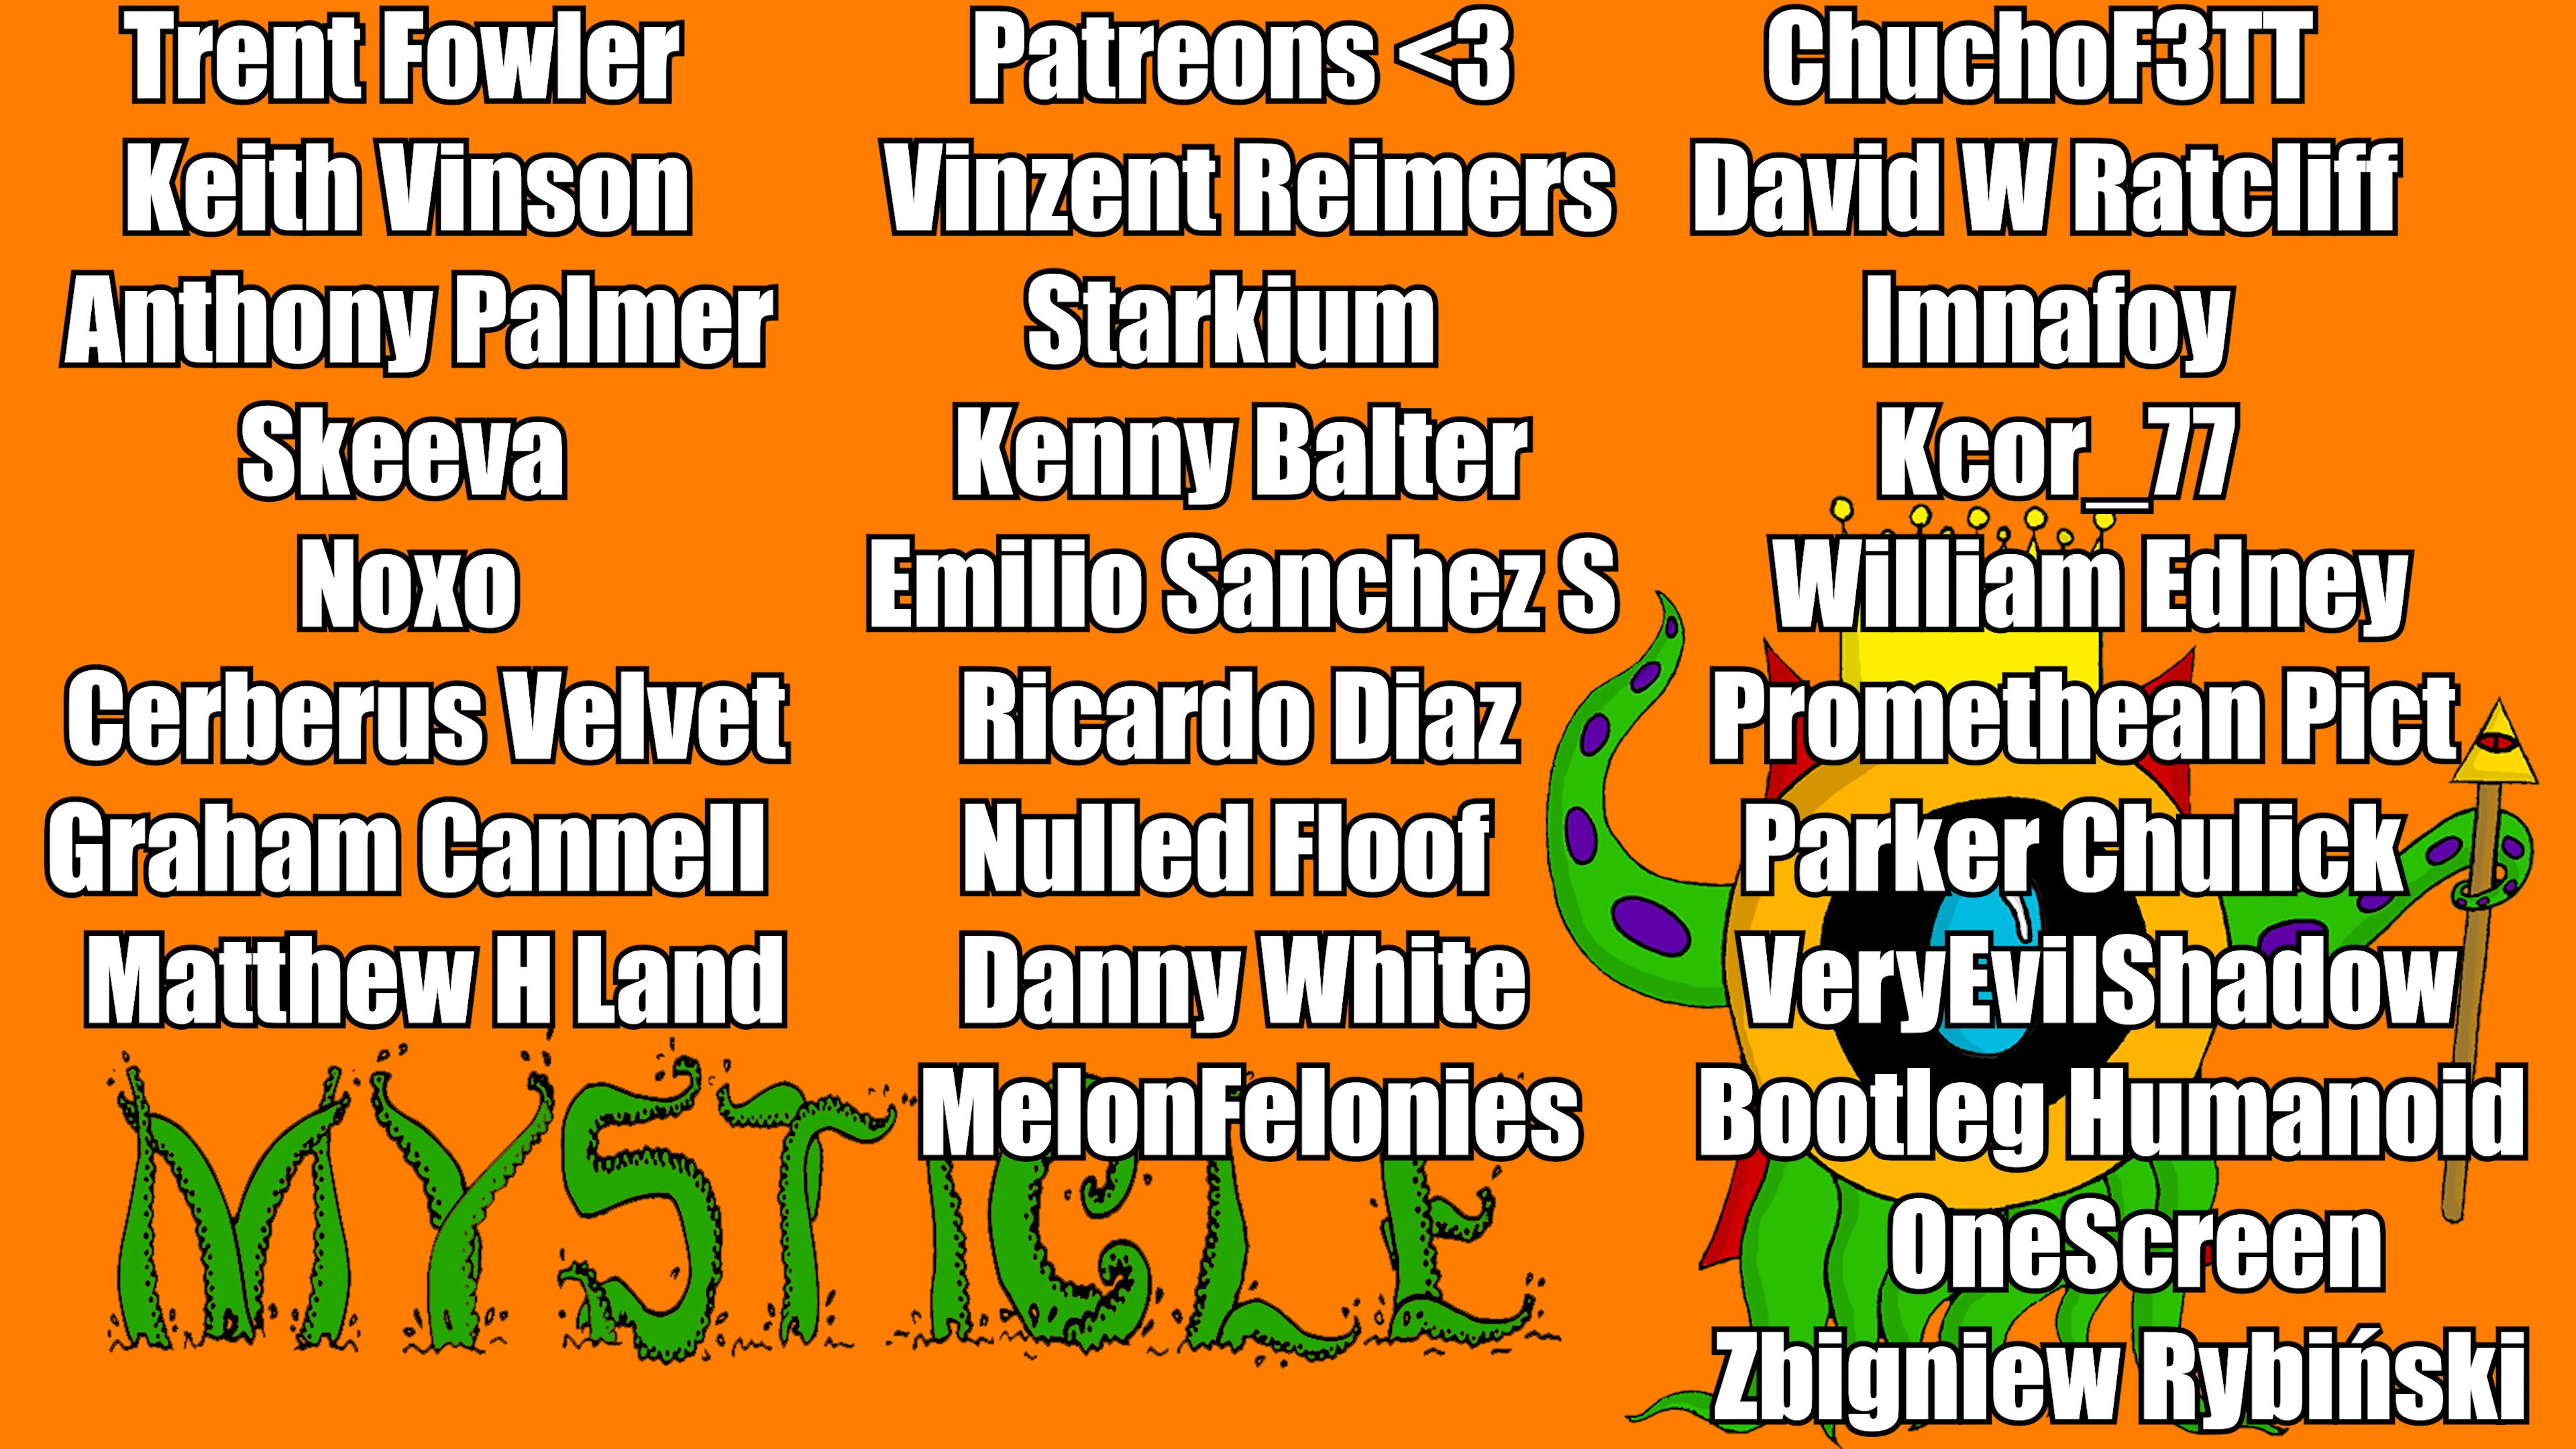 Trent Fowler
Keith Vinson
Anthony Palmer
Skeeva
Noxo
Cerberus Velvet
Graham Cannell
Matthew H Land
Patreons <3
Vinzent Reimers
Starkium
Kenny Balter
Emilio Sanchez S
Ricardo Diaz
Nulled Floof
Danny White
MelonFelonies
ChuchoF3TT
David W Ratcliff
Imnafoy
Kcor_77
William Edney
Promethean Pict
Parker Chulick
VeryEvilShadow
Bootleg Humanoid
OneScreen
Zbigniew Rybiński
MYSTICLE